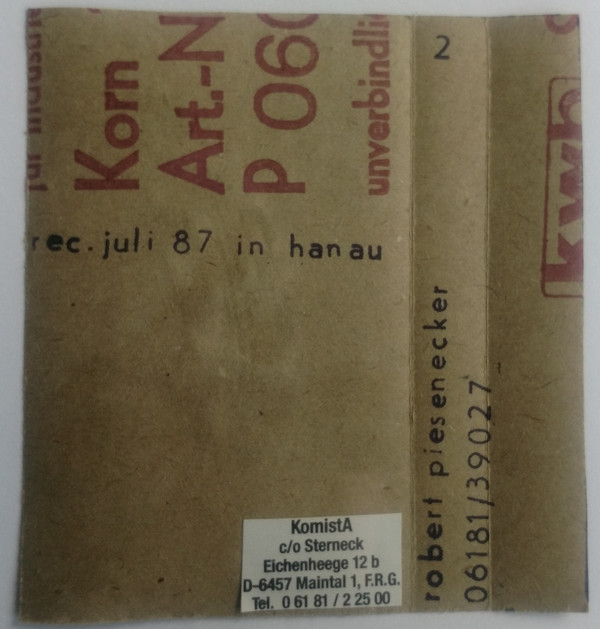 Korn
Art.-N
P 06
unverbindli
kwh
2
rec. juli 87 in hanau
robert piesenecker
06181/39027
KomistA
c/o Sterneck
Eichenheege 12 b
D-6457 Maintal 1, F.R.G.
Tel. 0 61 81 / 2 25 00